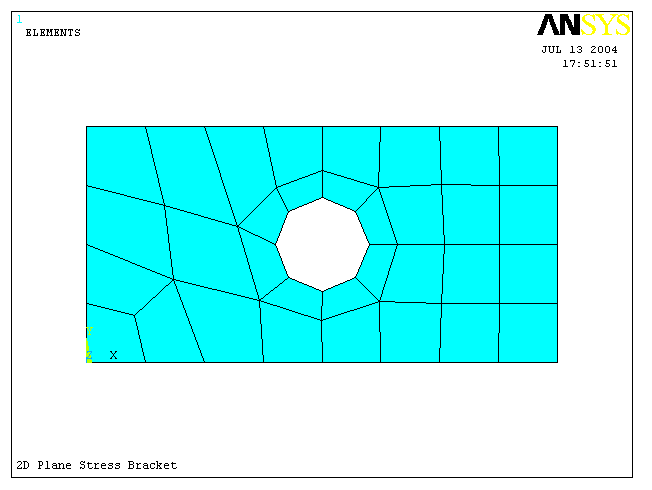 1
ELEMENTS
ANSYS
JUL 13 2004
17:51:51
Z X
2D Plane Stress Bracket